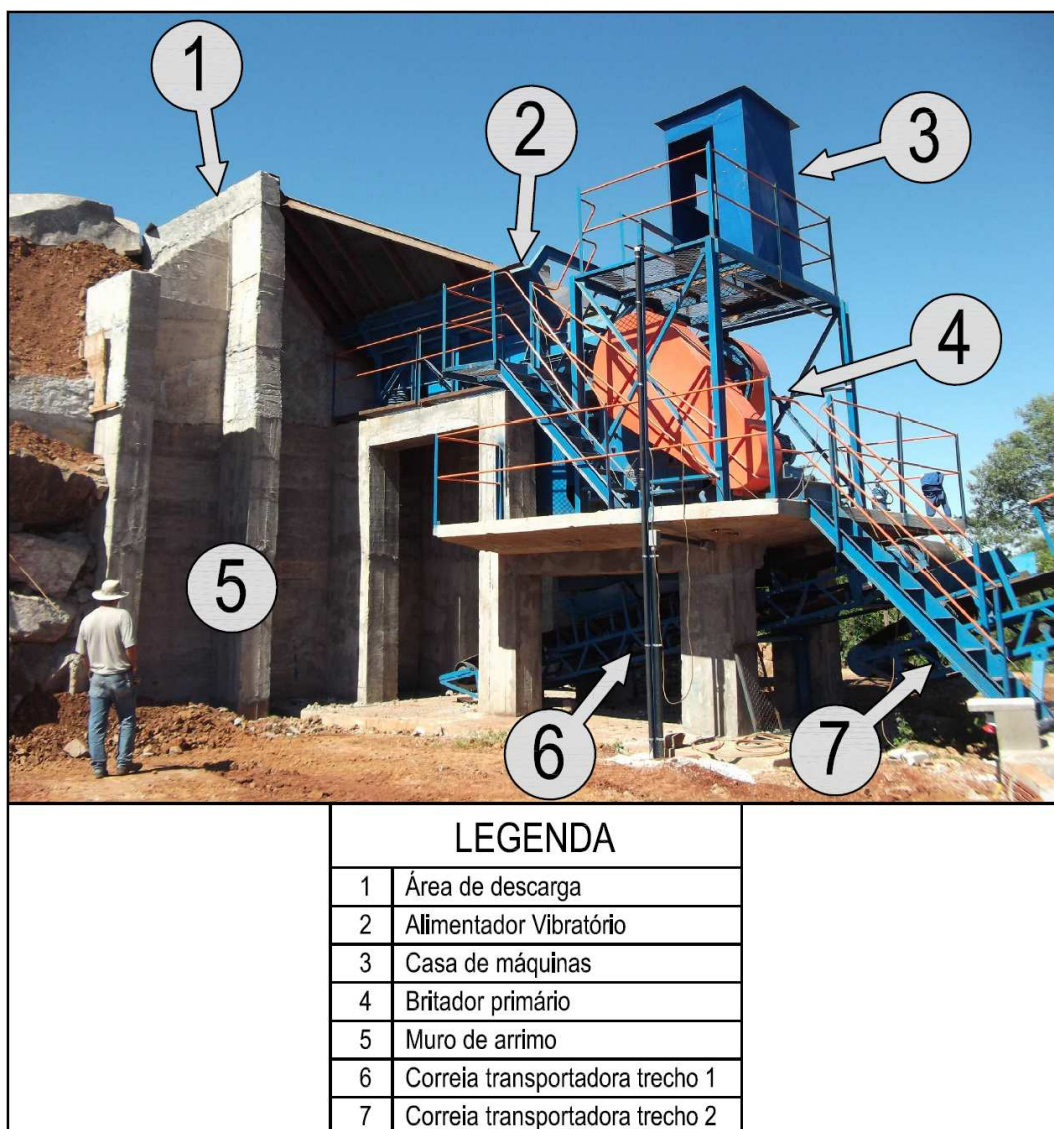 1
2
3
4
5
6
7
LEGENDA
1 Área de descarga
2 Alimentador Vibratório
3 Casa de máquinas
4 Britador primário
5 Muro de arrimo
6 Correia transportadora trecho 1
7 Correia transportadora trecho 2